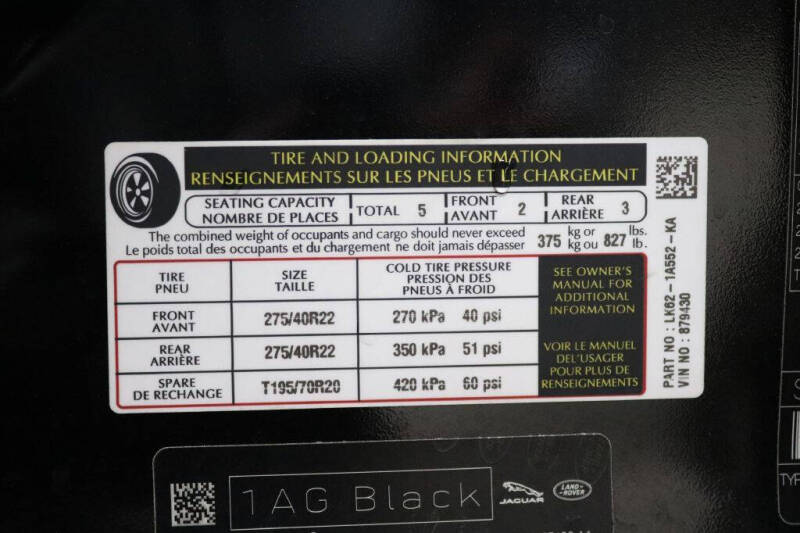 TIRE AND LOADING INFORMATION
RENSEIGNEMENTS SUR LES PNEUS ET LE CHARGEMENT
SEATING CAPACITY
NOMBRE DE PLACES
TOTAL 5
FRONT
AVANT 2
REAR
ARRIÈRE 3
The combined weight of occupants and cargo should never exceed
Le poids total des occupants et du chargement ne doit jamais dépasser
375 kg or 827 lbs.
kg ou lb.
TIRE
PNEU
SIZE
TAILLE
COLD TIRE PRESSURE
PRESSION DES
PNEUS À FROID
FRONT
AVANT
275/40R22
270 kPa 40 psi
REAR
ARRIÈRE
275/40R22
350 kPa 51 psi
SPARE
DE RECHANGE
T195/70R20
420 kPa 60 psi
SEE OWNER'S
MANUAL FOR
ADDITIONAL
INFORMATION
VOIR LE MANUEL
DEL'USAGER
POUR PLUS DE
RENSEIGNEMENTS
PART NO : LK62-1A552-KA
VIN NO : 879430
1AG Black
JAGUAR
LAND-
ROVER